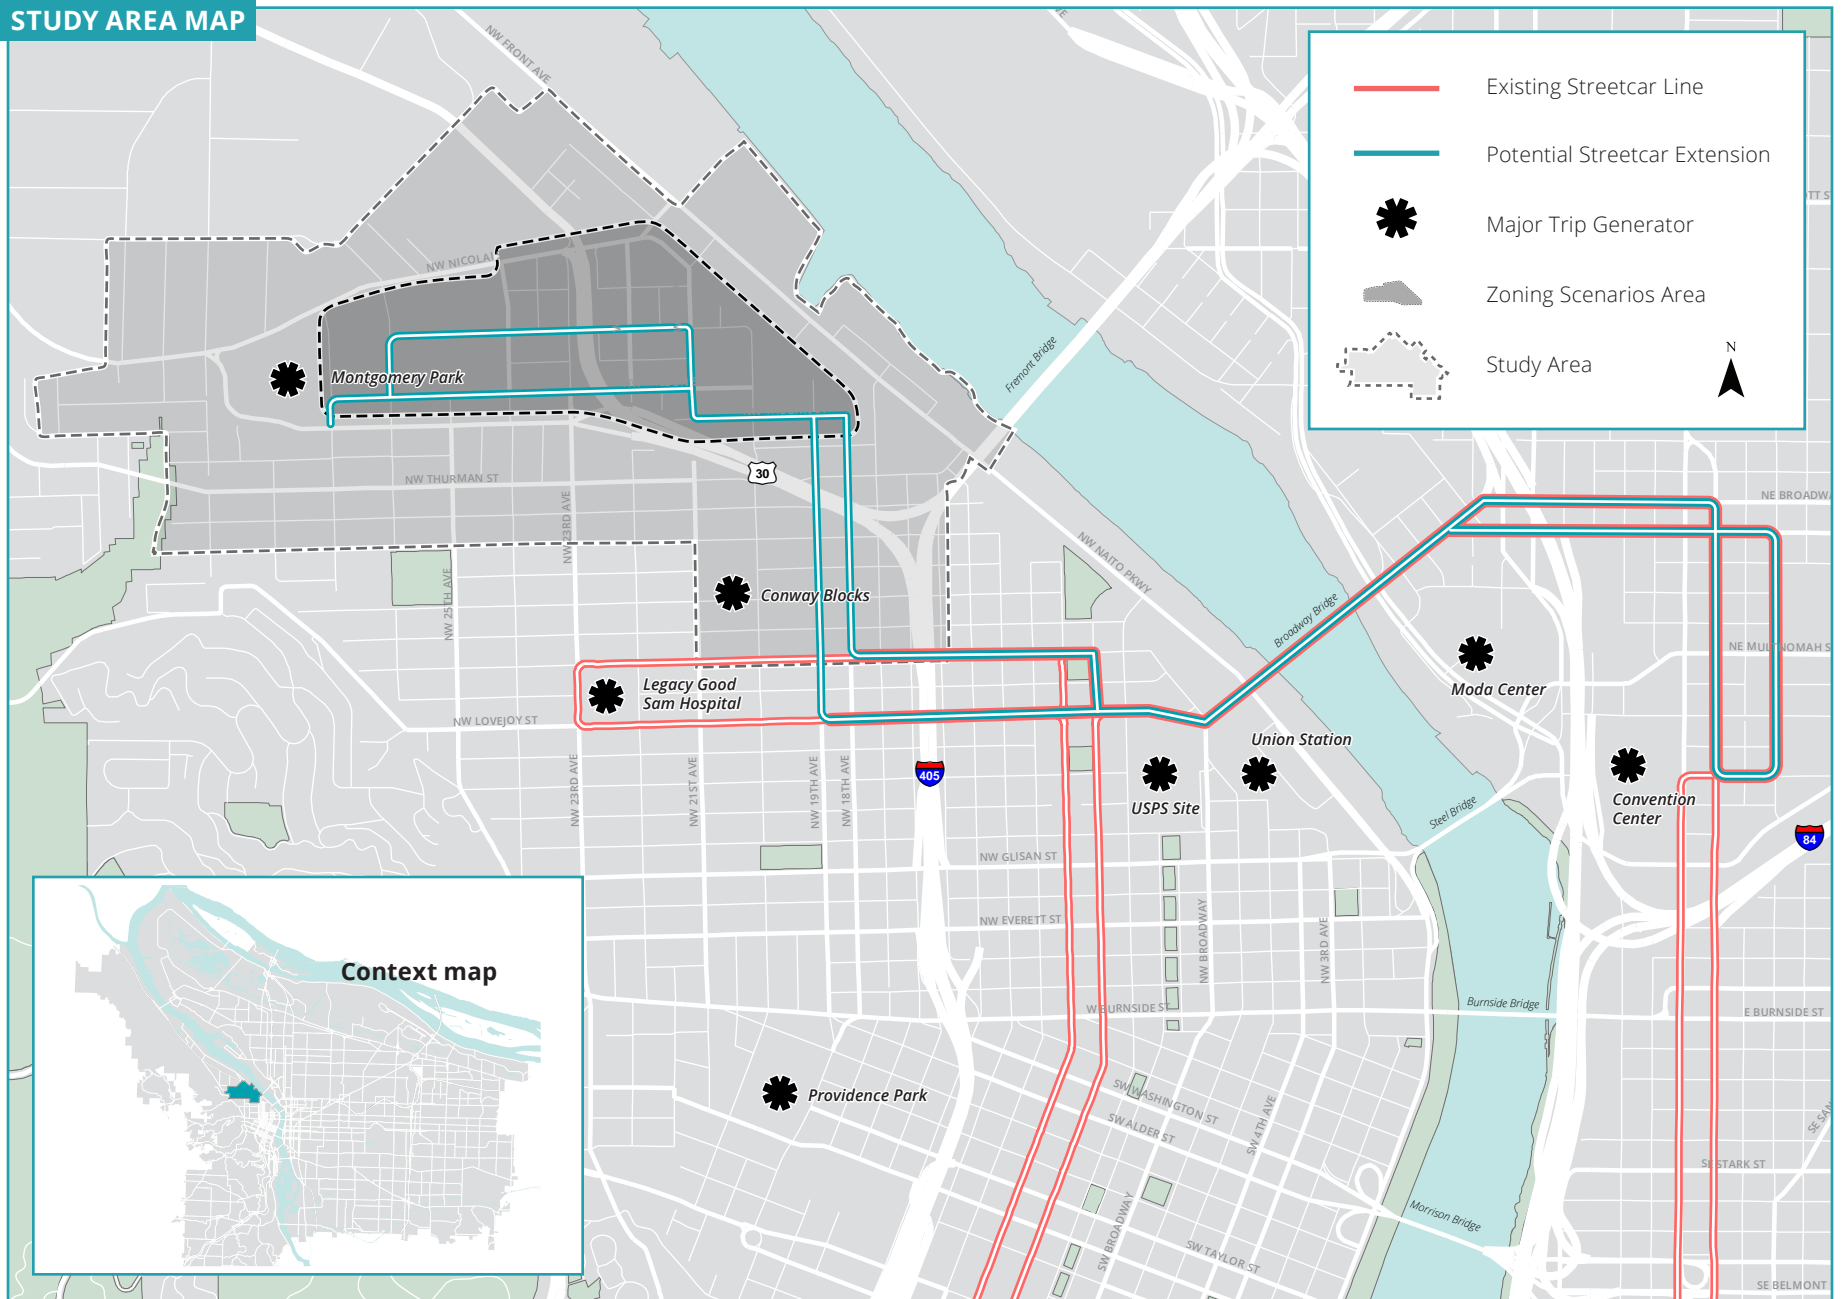 STUDY AREA MAP
NW FRONT AVE
Existing Streetcar Line
Potential Streetcar Extension
Major Trip Generator
Zoning Scenarios Area
Study Area
N
NW NICOLAI
Fremont Bridge
Montgomery Park
30
NW THURMAN ST
NW 23RD AVE
NW 25TH AVE
NE BROADWA
NW NAITO PKWY
Conway Blocks
Broadway Bridge
NE MULTNOMAH S
Moda Center
Legacy Good
Sam Hospital
NW LOVEJOY ST
Union Station
NW 23RD AVE
NW 21ST AVE
NW 19TH AVE
NW 18TH AVE
405
USPS Site
Steel Bridge
Convention
Center
84
NW GLISAN ST
NW EVERETT ST
NW BROADWAY
NW 3RD AVE
Context map
W BURNSIDE ST
Burnside Bridge
E BURNSIDE ST
Providence Park
SW WASHINGTON ST
SW ALDER ST
SW 4TH AVE
SE SAN
SE STARK ST
SW BROADWAY
Morrison Bridge
SW TAYLOR ST
SE BELMONT